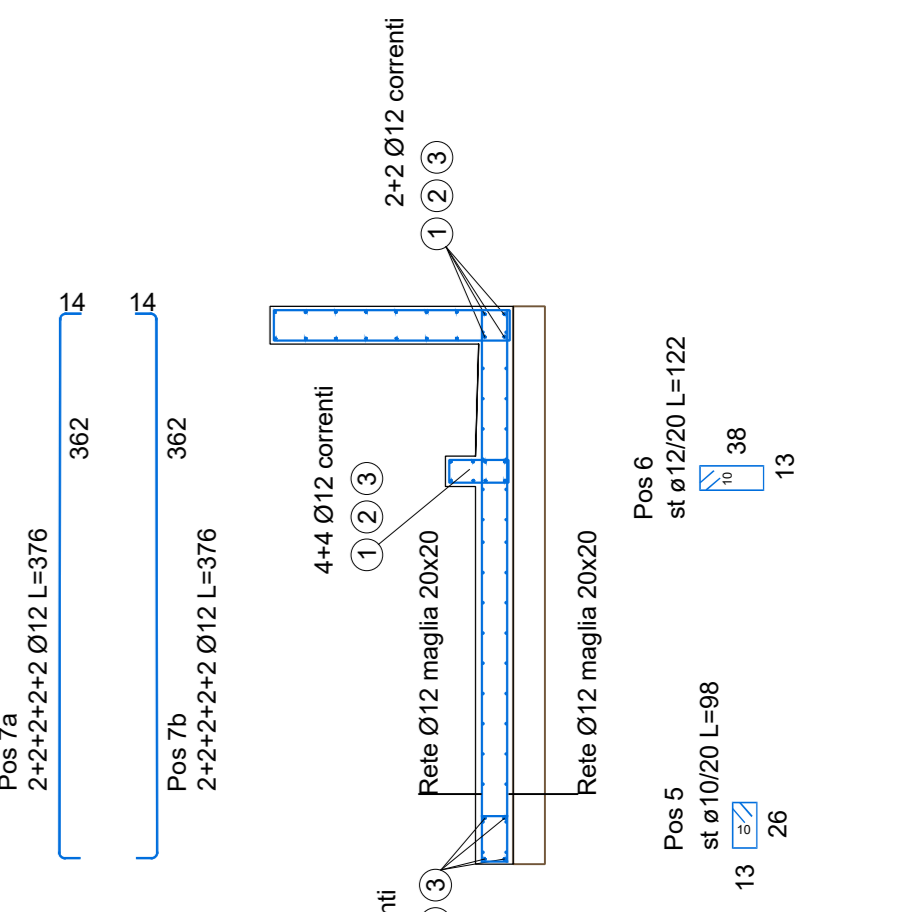 Pos 7a
2+2+2+2+2 Ø12 L=376
362
14
362
14
Pos 7b
2+2+2+2+2 Ø12 L=376
2+2 Ø12 correnti
1 2 3
4+4 Ø12 correnti
1 2 3
Rete Ø12 maglia 20x20
Rete Ø12 maglia 20x20
3
Pos 6
st ø12/20 L=122
10
38
13
Pos 5
st ø10/20 L=98
10
13
26